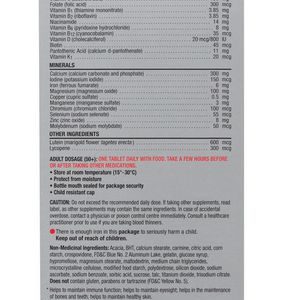 Folate (folic acid) 300 mcg
Vitamin B1 (thiamine mononitrate) 3.85 mg
Vitamin B2 (riboflavin) 3.85 mg
Niacinamide 14 mg
Vitamin B6 (pyridoxine hydrochloride) 8 mg
Vitamin B12 (cyanocobalamin) 35 mcg
Vitamin D (cholecalciferol) 20 mcg/800 IU
Biotin 45 mcg
Pantothenic Acid (calcium d-pantothenate) 11 mg
Vitamin K1 20 mcg
MINERALS
Calcium (calcium carbonate and phosphate) 300 mg
Iodine (potassium iodide) 150 mcg
Iron (ferrous fumarate) 6 mg
Magnesium (magnesium oxide) 100 mg
Copper (cupric sulfate) 0.5 mg
Manganese (manganese sulfate) 3 mg
Chromium (chromium chloride) 100 mcg
Selenium (sodium selenate) 55 mcg
Zinc (zinc oxide) 8 mg
Molybdenum (sodium molybdate) 50 mcg
OTHER INGREDIENTS
Lutein (marigold flower tagetes erecta) 600 mcg
Lycopene 600 mcg
ADULT DOSAGE (50+): ONE TABLET DAILY WITH FOOD. TAKE A FEW HOURS BEFORE
OR AFTER TAKING OTHER MEDICATIONS.
• Store at room temperature (15°-30°C)
• Protect from moisture
• Bottle mouth sealed for package security
• Child resistant cap
CAUTION: Do not exceed the recommended daily dose. If taking other supplements, read
label, as other supplements may contain the same ingredients. In case of accidental
overdose, contact a physician or poison control centre immediately. Consult a healthcare
practitioner prior to use if you are taking blood thinners.
There is enough iron in this package to seriously harm a child.
Keep out of reach of children.
NON-MEDICINAL INGREDIENTS: Acacia, BHT, calcium stearate, carmine, citric acid, corn
starch, crospovidone, FD&C Blue No. 2 Aluminum Lake, gelatin, glucose syrup,
hypromellose, magnesium stearate, maltodextrin, medium chain triglycerides,
microcrystalline cellulose, modified food starch, polydextrose, silicon dioxide, sodium
ascorbate, sodium benzoate, sorbic acid, sucrose, talc, titanium dioxide, triacetin
Does not contain gluten, parabens or tartrazine (FD&C Yellow No. 5).
* Helps to maintain immune function; helps to maintain eyesight; helps in the maintenance
of bones and teeth; helps to maintain healthy